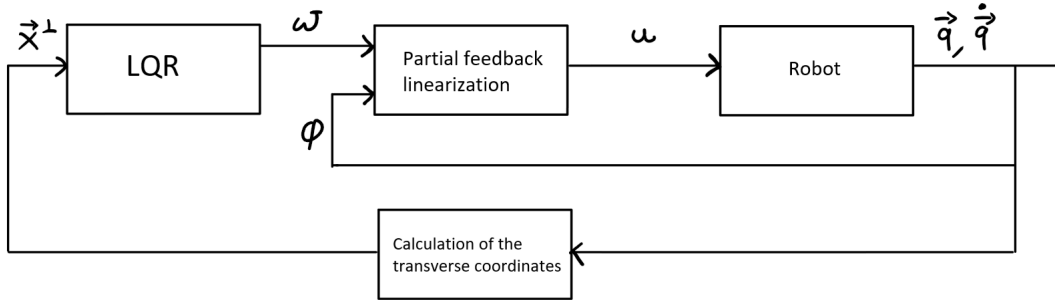 x⃗⊥
LQR
w
Partial feedback
linearization
u
Robot
q⃗, q̇⃗
φ
Calculation of the
transverse coordinates